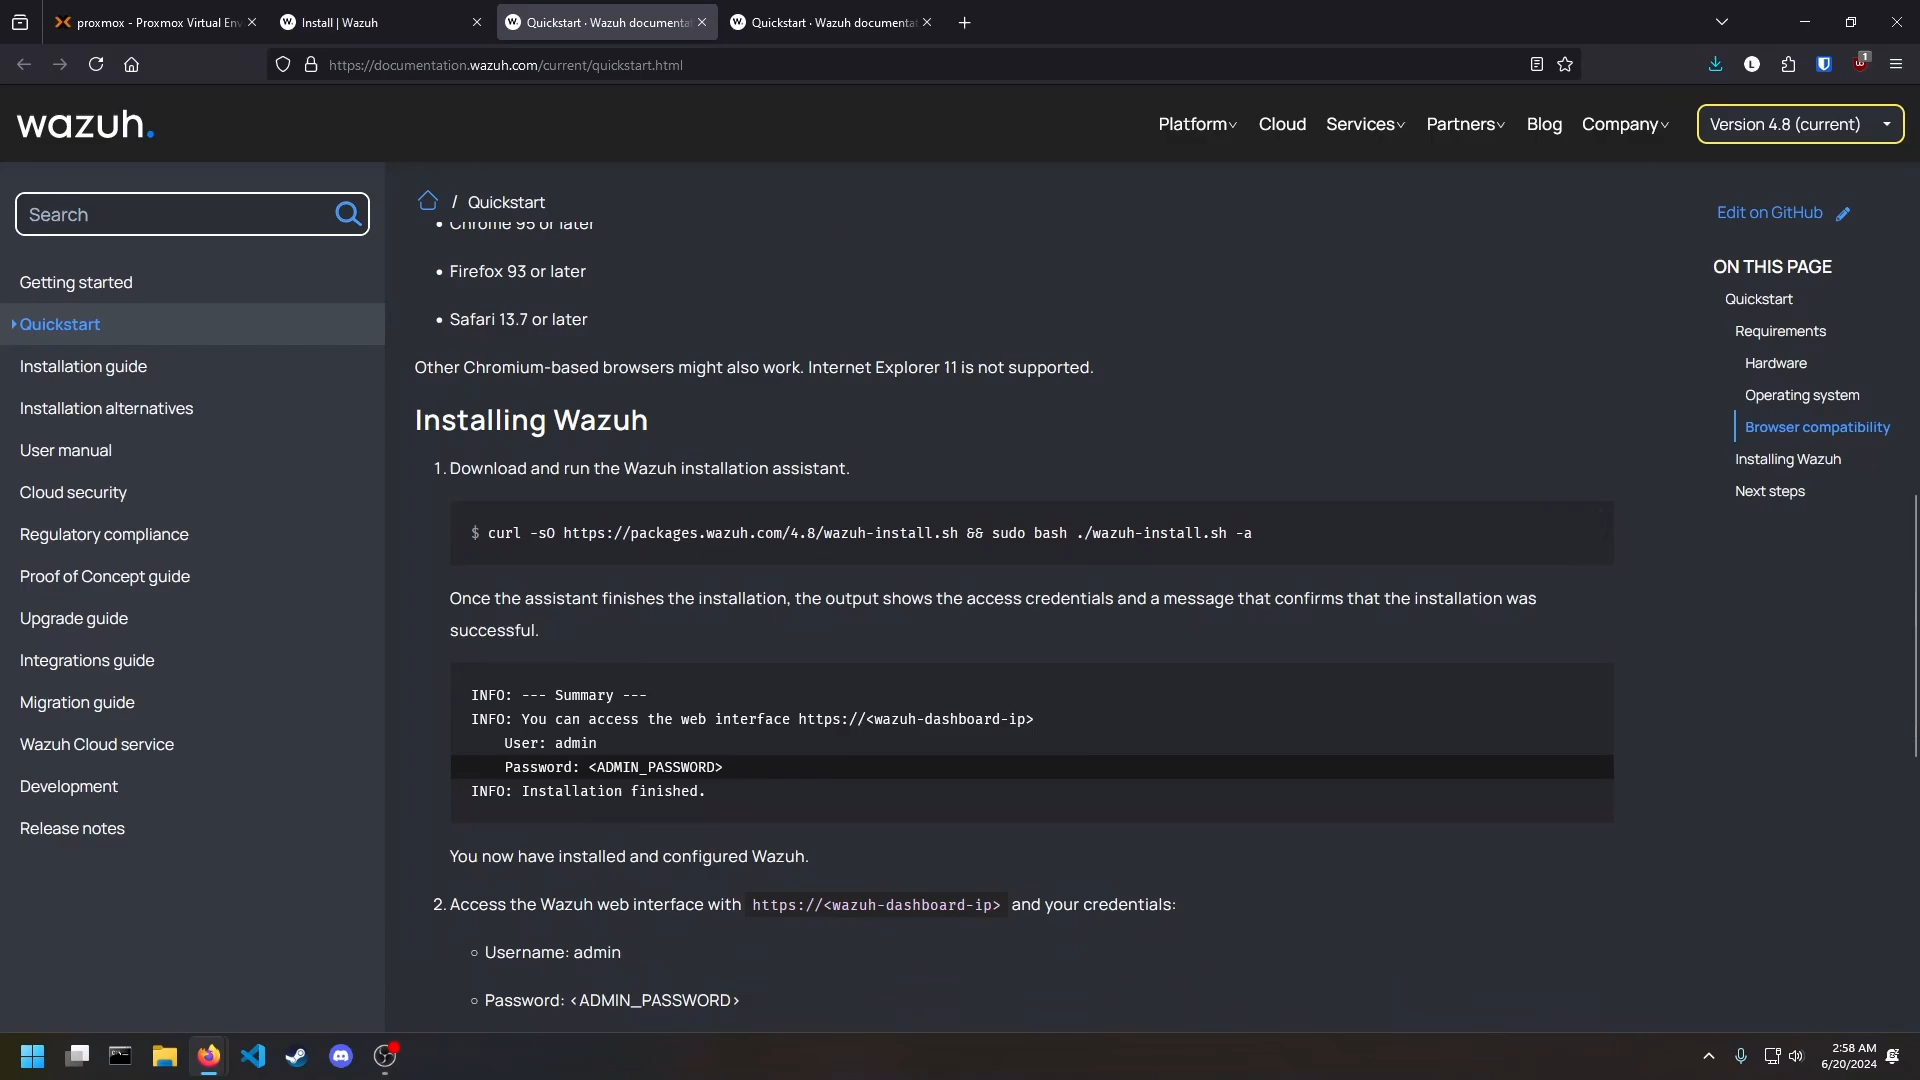 proxmox - Proxmox Virtual Env
Install | Wazuh
Quickstart · Wazuh documentat
Quickstart · Wazuh documentat
https://documentation.wazuh.com/current/quickstart.html
1
wazuh.
Platform
Cloud
Services
Partners
Blog
Company
Version 4.8 (current)
Search
Getting started
Quickstart
Installation guide
Installation alternatives
User manual
Cloud security
Regulatory compliance
Proof of Concept guide
Upgrade guide
Integrations guide
Migration guide
Wazuh Cloud service
Development
Release notes
/ Quickstart
• Chrome 95 or later
• Firefox 93 or later
• Safari 13.7 or later
Other Chromium-based browsers might also work. Internet Explorer 11 is not supported.
Installing Wazuh
1. Download and run the Wazuh installation assistant.
$ curl -sO https://packages.wazuh.com/4.8/wazuh-install.sh && sudo bash ./wazuh-install.sh -a
Once the assistant finishes the installation, the output shows the access credentials and a message that confirms that the installation was
successful.
INFO: --- Summary ---
INFO: You can access the web interface https://<wazuh-dashboard-ip>
User: admin
Password: <ADMIN_PASSWORD>
INFO: Installation finished.
You now have installed and configured Wazuh.
2. Access the Wazuh web interface with https://<wazuh-dashboard-ip> and your credentials:
○ Username: admin
○ Password: <ADMIN_PASSWORD>
Edit on GitHub
ON THIS PAGE
Quickstart
Requirements
Hardware
Operating system
Browser compatibility
Installing Wazuh
Next steps
2:58 AM
6/20/2024